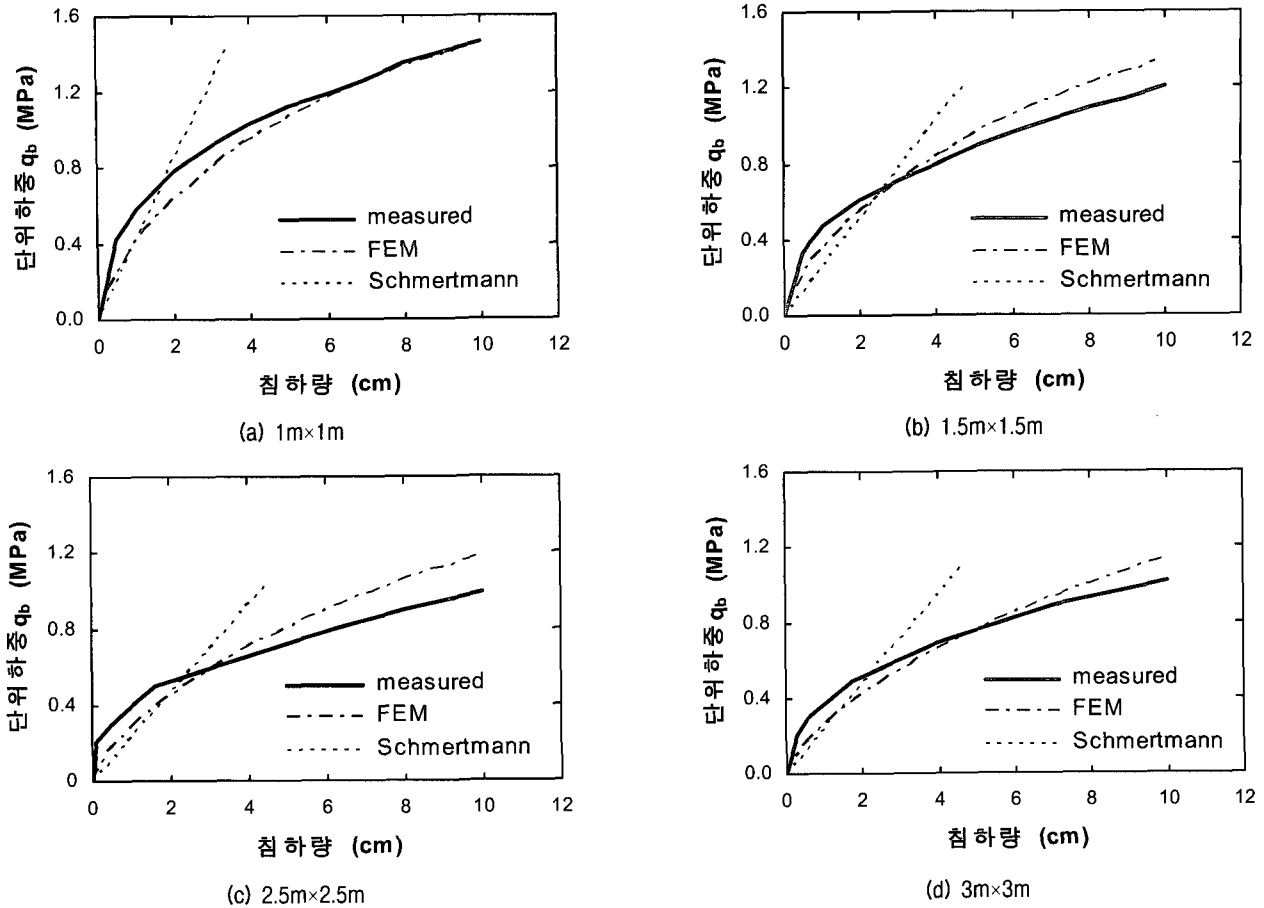 1.6
1.2
0.8
0.4
0.0
단위하중 qb (MPa)
measured
FEM
Schmertmann
0 2 4 6 8 10 12
침하량 (cm)
(a) 1m×1m
1.6
1.2
0.8
0.4
0.0
단위하중 qb (MPa)
measured
FEM
Schmertmann
0 2 4 6 8 10 12
침하량 (cm)
(b) 1.5m×1.5m
1.6
1.2
0.8
0.4
0
단위하중 qb (MPa)
measured
FEM
Schmertmann
0 2 4 6 8 10 12
침하량 (cm)
(c) 2.5m×2.5m
1.6
1.2
0.8
0.4
0.0
단위하중 qb (MPa)
measured
FEM
Schmertmann
0 2 4 6 8 10 12
침하량 (cm)
(d) 3m×3m